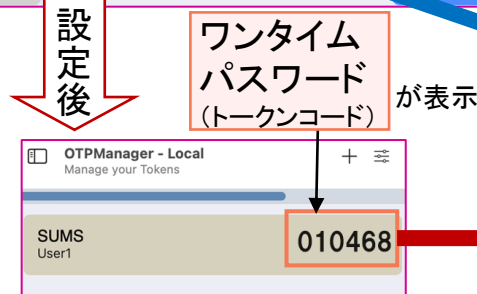 設定後
ワンタイム
パスワード
（トークンコード）
が表示
OTPManager - Local
Manage your Tokens
SUMS
User1
010468